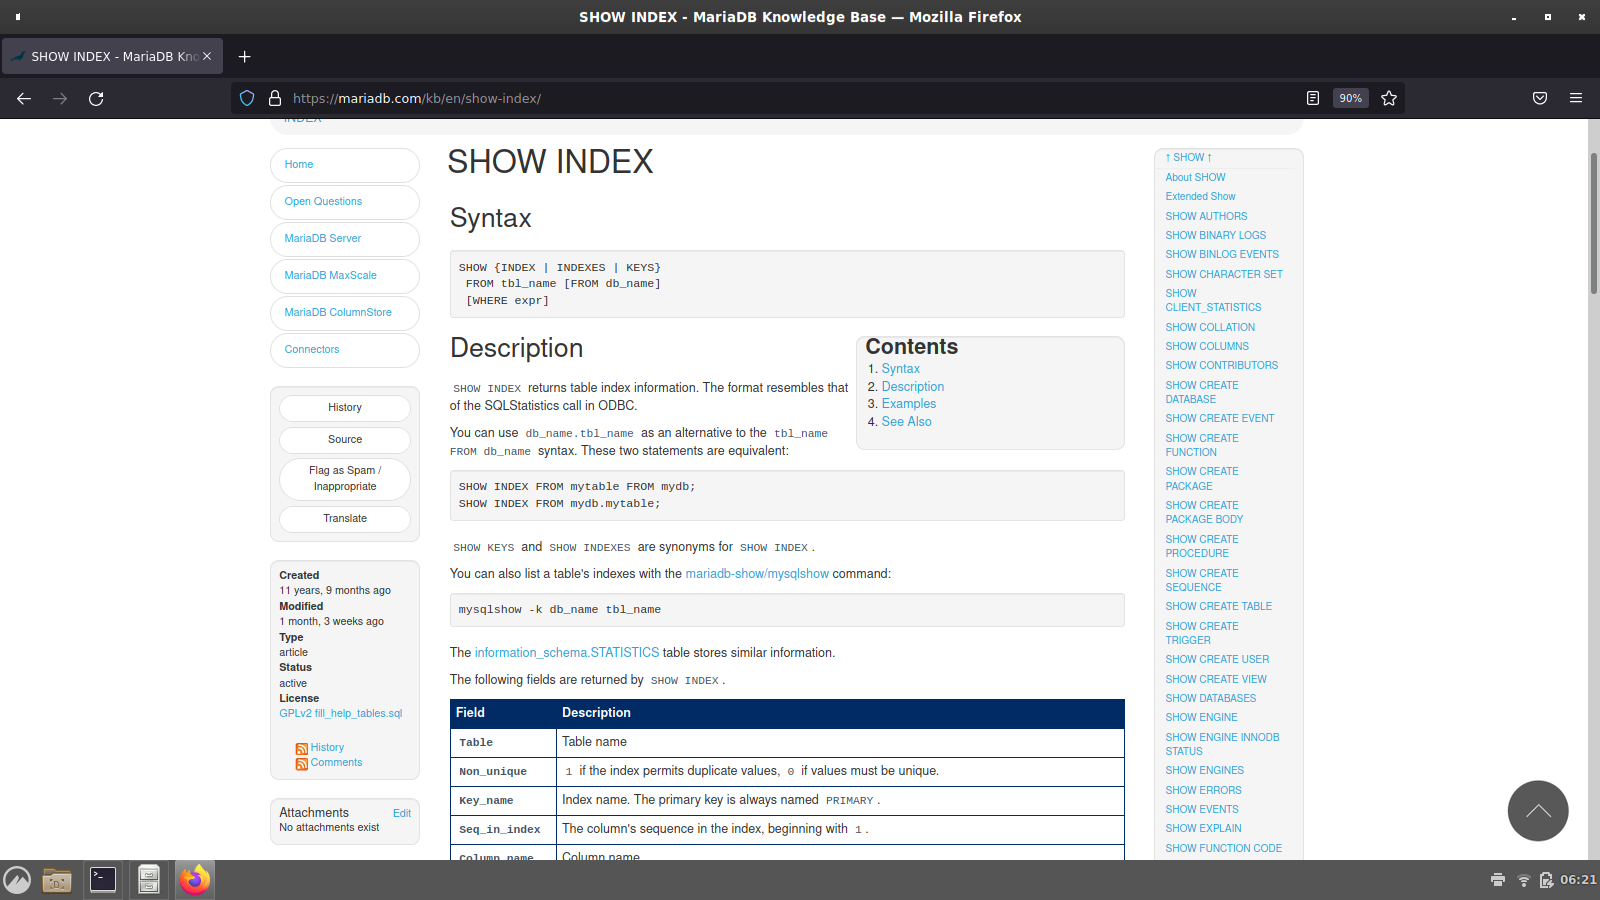 SHOW INDEX - MariaDB Knowledge Base — Mozilla Firefox
SHOW INDEX - MariaDB Kno
https://mariadb.com/kb/en/show-index/
90%
INDEX
Home
Open Questions
MariaDB Server
MariaDB MaxScale
MariaDB ColumnStore
Connectors
History
Source
Flag as Spam /
Inappropriate
Translate
Created
11 years, 9 months ago
Modified
1 month, 3 weeks ago
Type
article
Status
active
License
GPLv2 fill_help_tables.sql
History
Comments
Attachments Edit
No attachments exist
SHOW INDEX
Syntax
SHOW {INDEX | INDEXES | KEYS}
FROM tbl_name [FROM db_name]
[WHERE expr]
Description
SHOW INDEX returns table index information. The format resembles that
of the SQLStatistics call in ODBC.
You can use db_name.tbl_name as an alternative to the tbl_name
FROM db_name syntax. These two statements are equivalent:
Contents
1. Syntax
2. Description
3. Examples
4. See Also
SHOW INDEX FROM mytable FROM mydb;
SHOW INDEX FROM mydb.mytable;
SHOW KEYS and SHOW INDEXES are synonyms for SHOW INDEX.
You can also list a table's indexes with the mariadb-show/mysqlshow command:
mysqlshow -k db_name tbl_name
The information_schema.STATISTICS table stores similar information.
The following fields are returned by SHOW INDEX.
Field Description
Table Table name
Non_unique 1 if the index permits duplicate values, 0 if values must be unique.
Key_name Index name. The primary key is always named PRIMARY.
Seq_in_index The column's sequence in the index, beginning with 1.
Column_name Column name
↑ SHOW ↑
About SHOW
Extended Show
SHOW AUTHORS
SHOW BINARY LOGS
SHOW BINLOG EVENTS
SHOW CHARACTER SET
SHOW
CLIENT_STATISTICS
SHOW COLLATION
SHOW COLUMNS
SHOW CONTRIBUTORS
SHOW CREATE
DATABASE
SHOW CREATE EVENT
SHOW CREATE
FUNCTION
SHOW CREATE
PACKAGE
SHOW CREATE
PACKAGE BODY
SHOW CREATE
PROCEDURE
SHOW CREATE
SEQUENCE
SHOW CREATE TABLE
SHOW CREATE
TRIGGER
SHOW CREATE USER
SHOW CREATE VIEW
SHOW DATABASES
SHOW ENGINE
SHOW ENGINE INNODB
STATUS
SHOW ENGINES
SHOW ERRORS
SHOW EVENTS
SHOW EXPLAIN
SHOW FUNCTION CODE
06:21